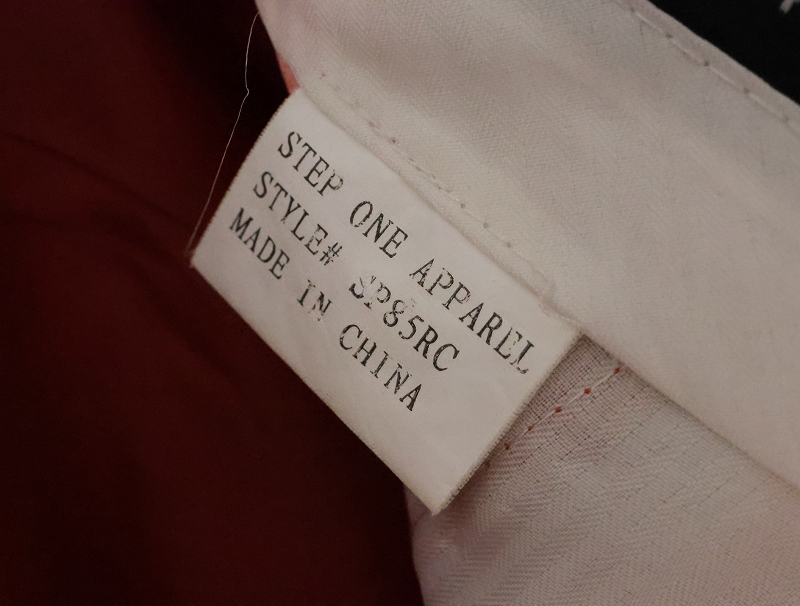 STEP ONE APPAREL
STYLE# SP85RC
MADE IN CHINA